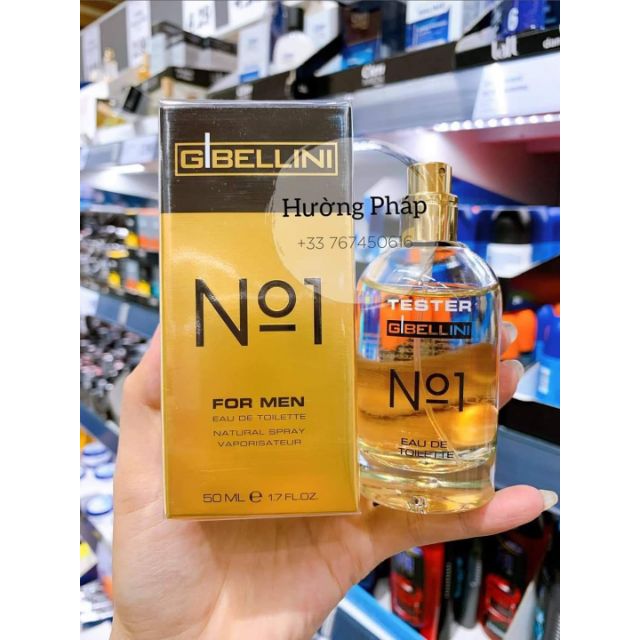 GIBELLINI
Hường Pháp
+33 767450616
No1
FOR MEN
EAU DE TOILETTE
NATURAL SPRAY
VAPORISATEUR
50 ML e 1.7 FL.OZ.
TESTER
GIBELLINI
No1
EAU DE
TOILETTE